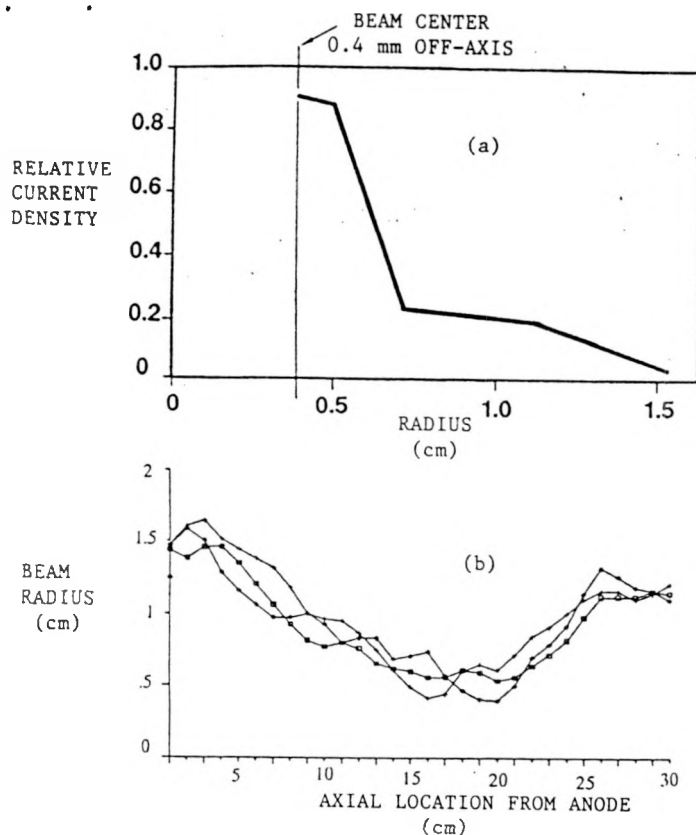 BEAM CENTER
0.4 mm OFF-AXIS
1.0
0.8
0.6
0.4
0.2
0
RELATIVE
CURRENT
DENSITY
(a)
0
0.5
1.0
1.5
RADIUS
(cm)
2
1.5
1
.5
0
BEAM
RADIUS
(cm)
(b)
5
10
15
20
25
30
AXIAL LOCATION FROM ANODE
(cm)